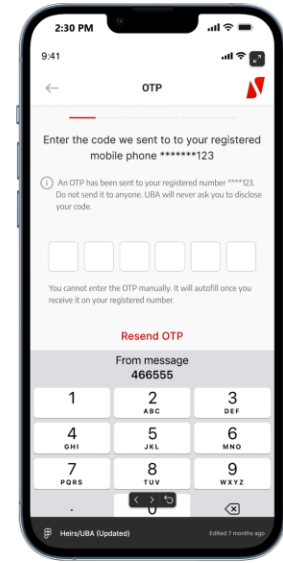 2:30 PM
9:41
OTP
Enter the code we sent to to your registered
mobile phone *******123
An OTP has been sent to your registered number ****123.
Do not send it to anyone. UBA will never ask you to disclose
your code.
You cannot enter the OTP manually. It will autofill once you
receive it on your registered number.
Resend OTP
From message
466555
1 2 3
ABC DEF
4 5 6
GHI JKL MNO
7 8 9
PQRS TUV WXYZ
. 0
Heirs/UBA (Updated) Edited 7 months ago